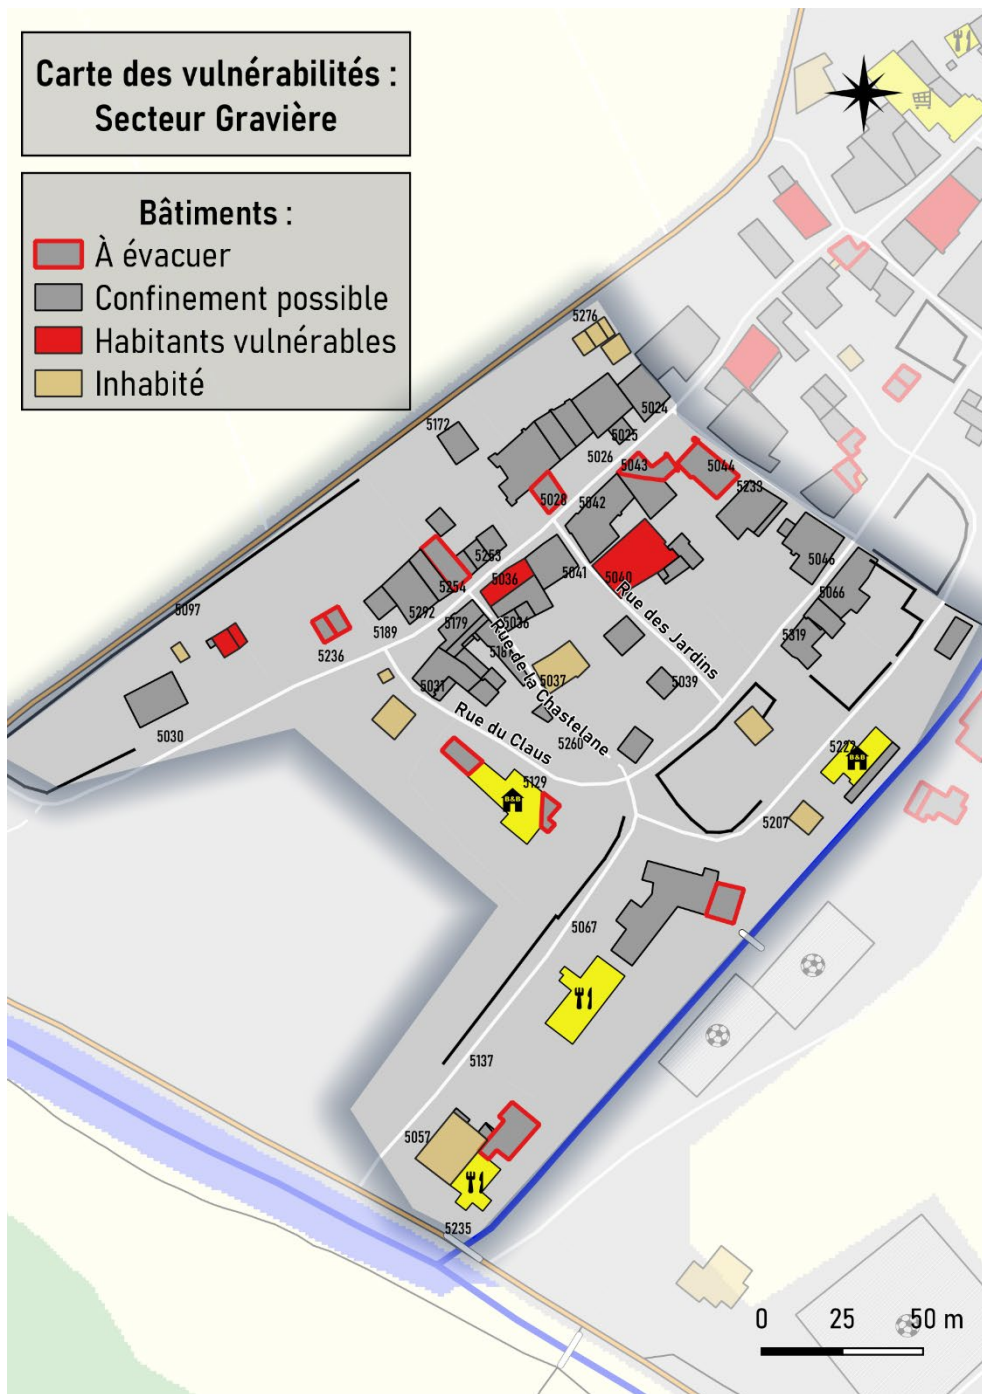 Carte des vulnérabilités :
Secteur Gravière
Bâtiments :
À évacuer
Confinement possible
Habitants vulnérables
Inhabité
5276
5024
5172
5025
5026
5043
5044
5233
5028
5042
5253
5046
5254
5036
5041
5040
5066
5097
5292
5179
5036
Rue des Jardins
5189
5319
5236
Rue de la Chastelane
5037
5039
5031
5030
Rue du Claus
5260
5129
B&B
B&B
5207
5067
5137
5057
5235
0 25 50 m